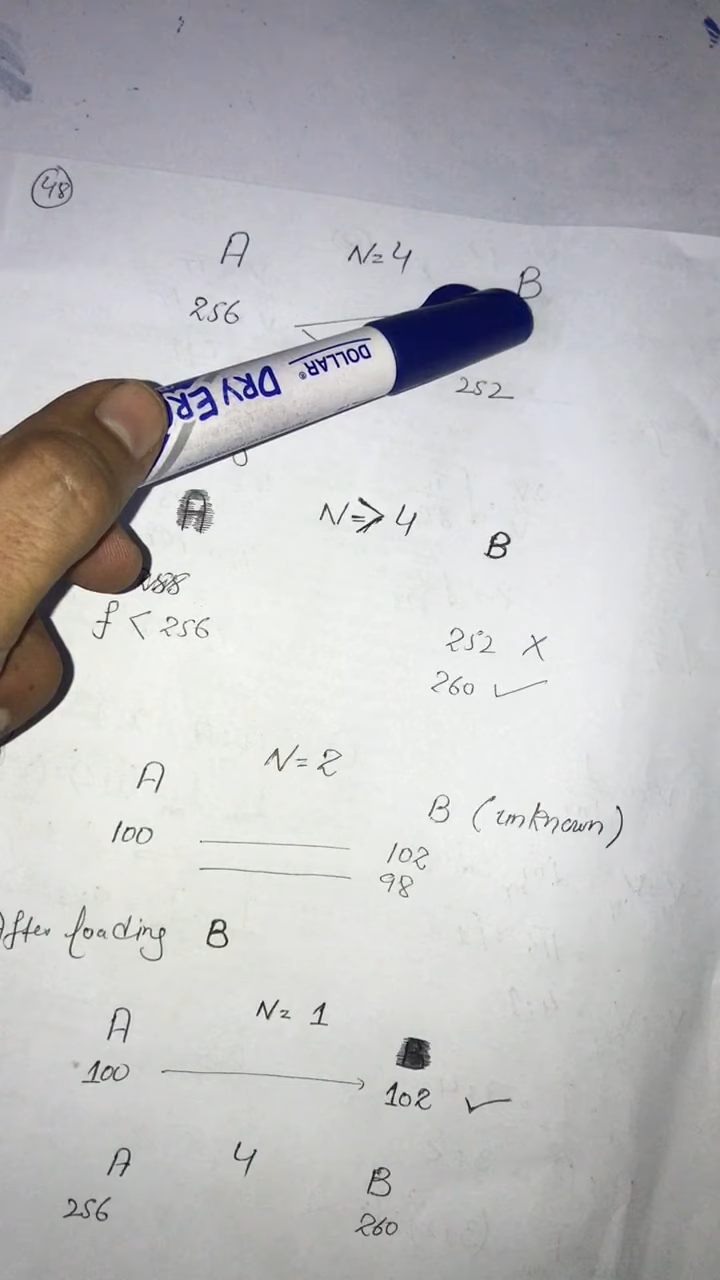 48
A N=4 B
256
DOLLAR® DRY ER
252
A N=> 4 B
288
f < 256
252 X
260 ✓
A N=2
B (unknown)
100
102
98
After loading B
A N= 1 B
100 → 102 ✓
A 4 B
256 260